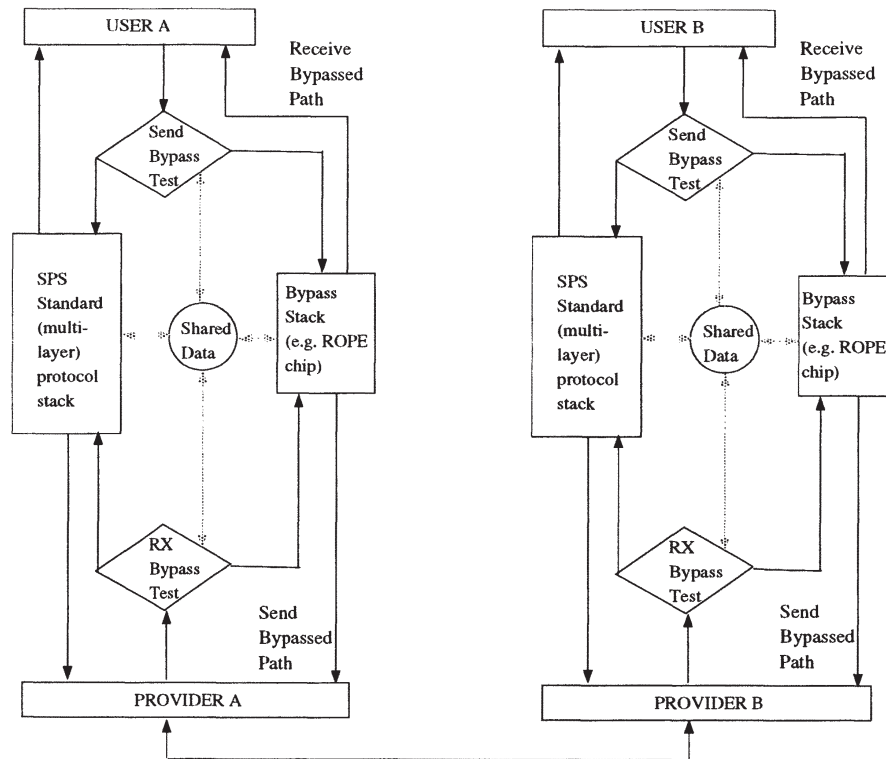 USER A
Receive
Bypassed
Path
Send
Bypass
Test
SPS
Standard
(multi-
layer)
protocol
stack
Shared
Data
Bypass
Stack
(e.g. ROPE
chip)
RX
Bypass
Test
Send
Bypassed
Path
PROVIDER A
USER B
Receive
Bypassed
Path
Send
Bypass
Test
SPS
Standard
(multi-
layer)
protocol
stack
Shared
Data
Bypass
Stack
(e.g. ROPE
chip)
RX
Bypass
Test
Send
Bypassed
Path
PROVIDER B